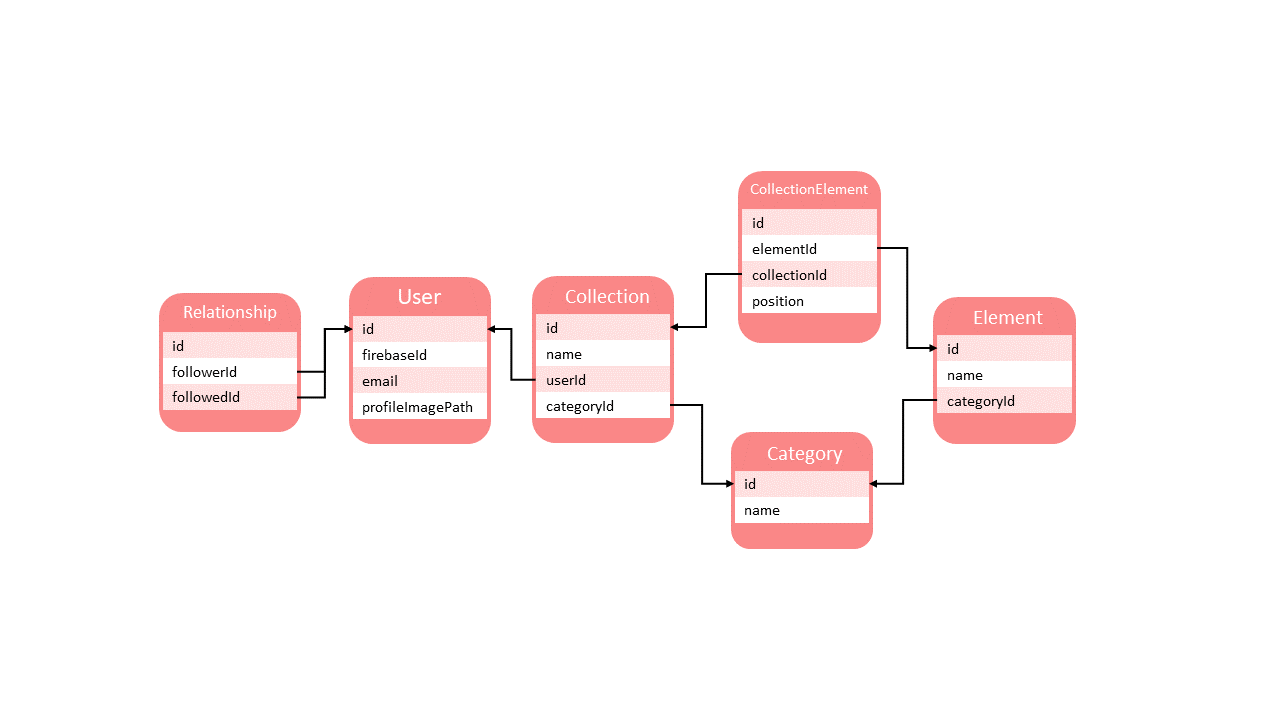 Relationship
id
followerId
followedId
User
id
firebaseId
email
profileImagePath
Collection
id
name
userId
categoryId
CollectionElement
id
elementId
collectionId
position
Category
id
name
Element
id
name
categoryId